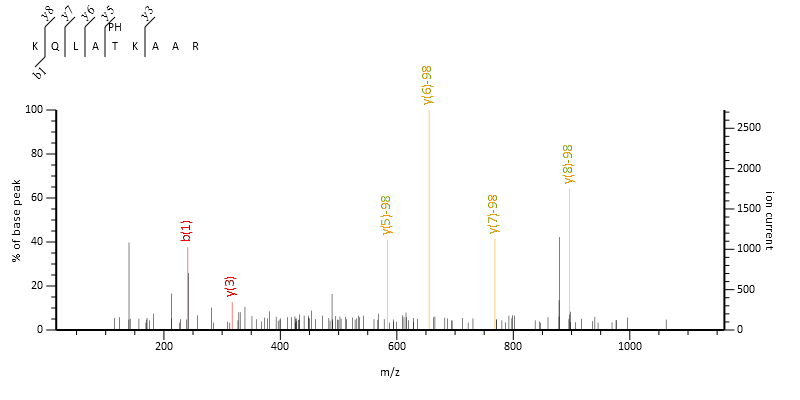 y8 y7 y6 y5 y3
PH
K Q L A T K A A R
b1
y(6)-98
y(8)-98
y(5)-98
y(7)-98
b(1)
y(3)
100
80
60
40
20
0
% of base peak
2500
2000
1500
1000
500
0
ion current
200 400 600 800 1000
m/z